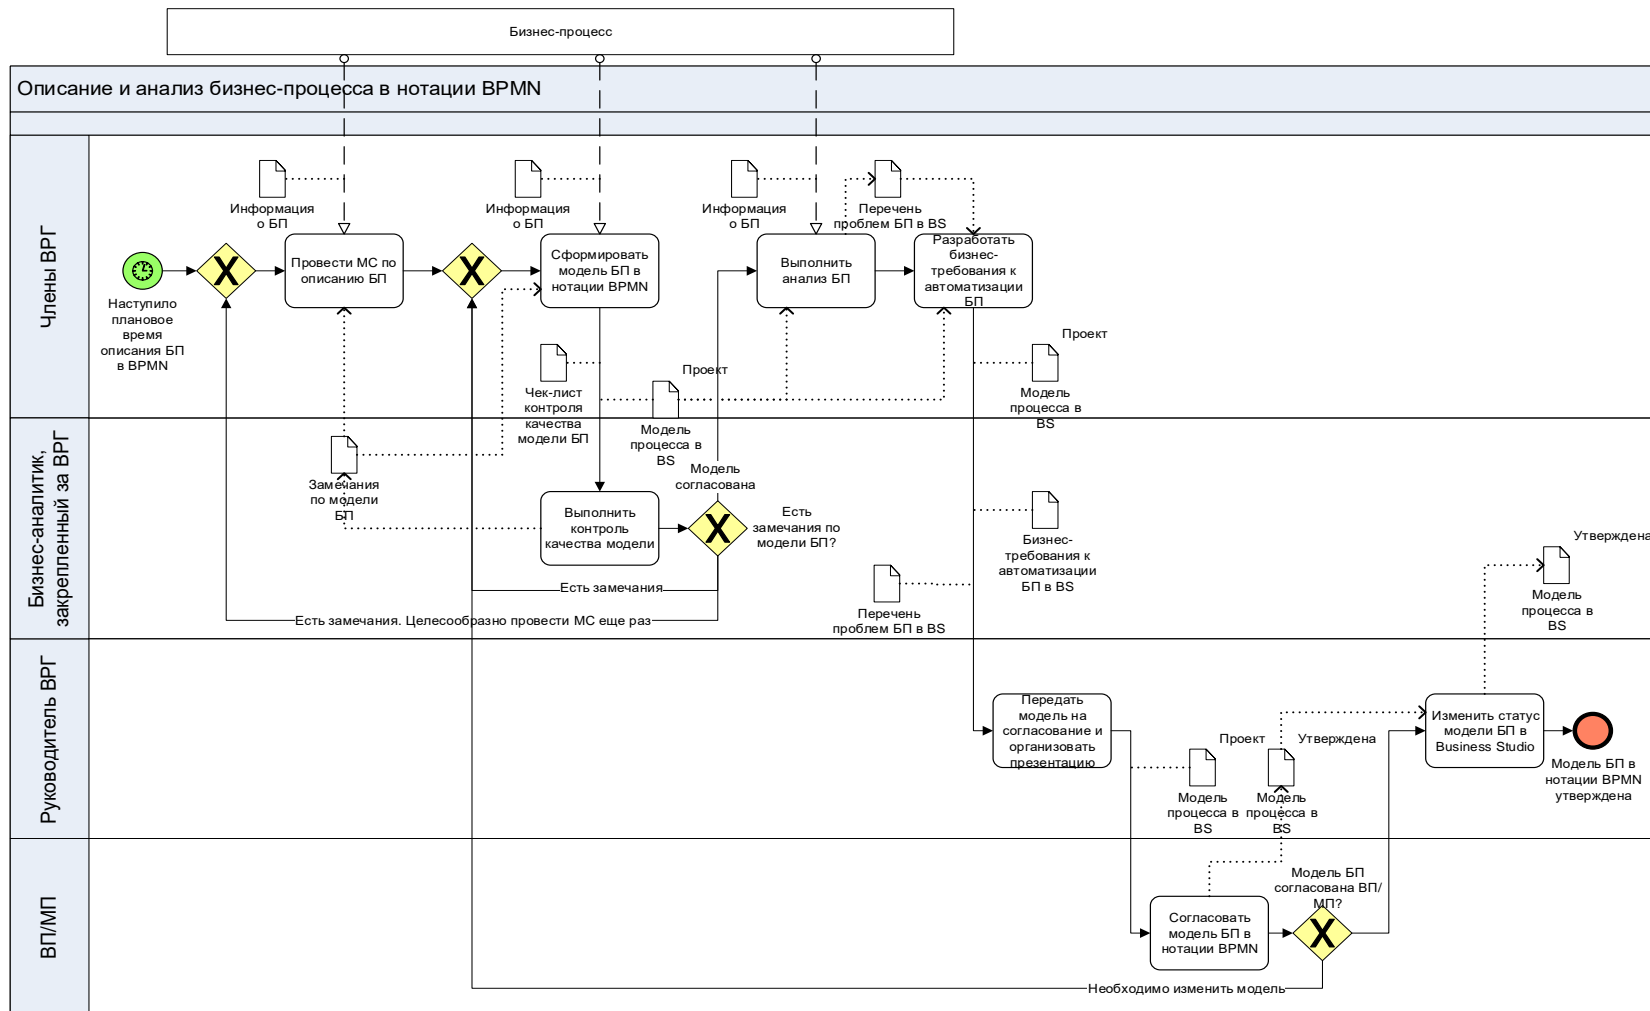 Бизнес-процесс
Описание и анализ бизнес-процесса в нотации BPMN
Члены ВРГ
Информация
о БП
Информация
о БП
Информация
о БП
Перечень
проблем БП в BS
Наступило
плановое
время
описания БП
в BPMN
Провести МС по
описанию БП
Сформировать
модель БП в
нотации BPMN
Выполнить
анализ БП
Разработать
бизнес-
требования к
автоматизации
БП
Чек-лист
контроля
качества
модели БП
Проект
Модель
процесса в
BS
Проект
Модель
процесса в
BS
Бизнес-аналитик,
закрепленный за ВРГ
Замечания
по модели
БП
Выполнить
контроль
качества модели
Модель
согласована
Есть
замечания по
модели БП?
Есть замечания
Есть замечания. Целесообразно провести МС еще раз
Перечень
проблем БП в BS
Бизнес-
требования к
автоматизации
БП в BS
Утверждена
Модель
процесса в
BS
Руководитель ВРГ
Передать
модель на
согласование и
организовать
презентацию
Проект
Модель
процесса в
BS
Утверждена
Модель
процесса в
BS
Изменить статус
модели БП в
Business Studio
Модель БП в
нотации BPMN
утверждена
ВП/МП
Согласовать
модель БП в
нотации BPMN
Модель БП
согласована ВП/
МП?
Необходимо изменить модель